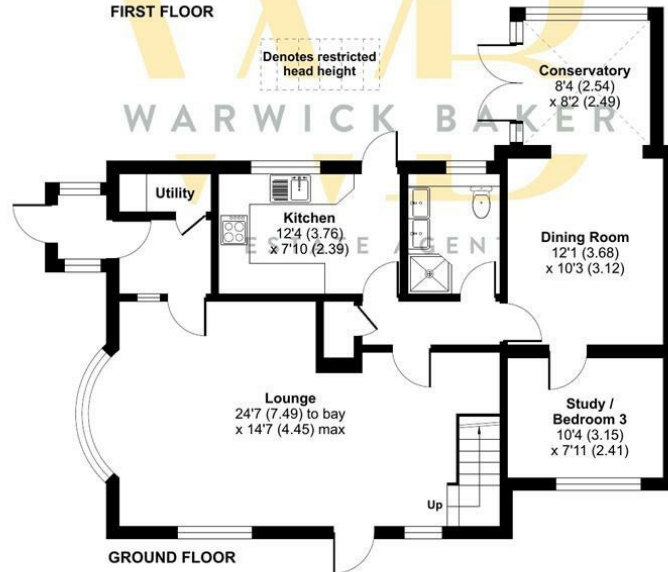 FIRST FLOOR
Denotes restricted
head height
WB
WARWICK BAKER
ESTATE AGENT
Conservatory
8'4 (2.54)
x 8'2 (2.49)
Utility
Kitchen
12'4 (3.76)
x 7'10 (2.39)
Dining Room
12'1 (3.68)
x 10'3 (3.12)
Lounge
24'7 (7.49) to bay
x 14'7 (4.45) max
Study /
Bedroom 3
10'4 (3.15)
x 7'11 (2.41)
Up
GROUND FLOOR